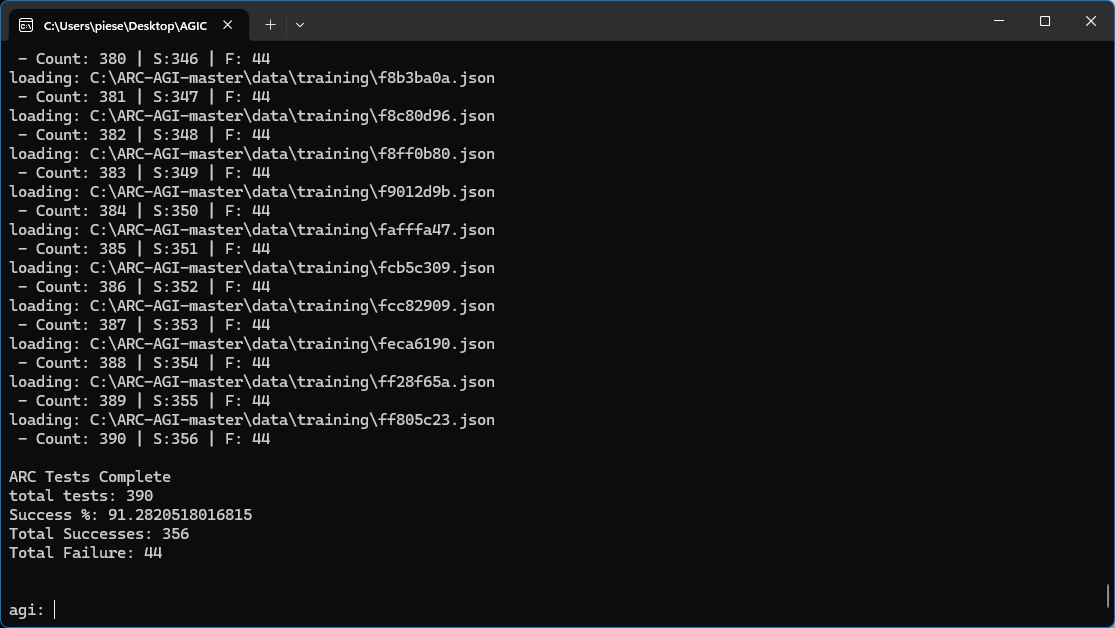 C:\Users\piese\Desktop\AGIC
- Count: 380 | S:346 | F: 44
loading: C:\ARC-AGI-master\data\training\f8b3ba0a.json
- Count: 381 | S:347 | F: 44
loading: C:\ARC-AGI-master\data\training\f8c80d96.json
- Count: 382 | S:348 | F: 44
loading: C:\ARC-AGI-master\data\training\f8ff0b80.json
- Count: 383 | S:349 | F: 44
loading: C:\ARC-AGI-master\data\training\f9012d9b.json
- Count: 384 | S:350 | F: 44
loading: C:\ARC-AGI-master\data\training\fafffa47.json
- Count: 385 | S:351 | F: 44
loading: C:\ARC-AGI-master\data\training\fcb5c309.json
- Count: 386 | S:352 | F: 44
loading: C:\ARC-AGI-master\data\training\fcc82909.json
- Count: 387 | S:353 | F: 44
loading: C:\ARC-AGI-master\data\training\feca6190.json
- Count: 388 | S:354 | F: 44
loading: C:\ARC-AGI-master\data\training\ff28f65a.json
- Count: 389 | S:355 | F: 44
loading: C:\ARC-AGI-master\data\training\ff805c23.json
- Count: 390 | S:356 | F: 44
ARC Tests Complete
total tests: 390
Success %: 91.2820518016815
Total Successes: 356
Total Failure: 44
agi: